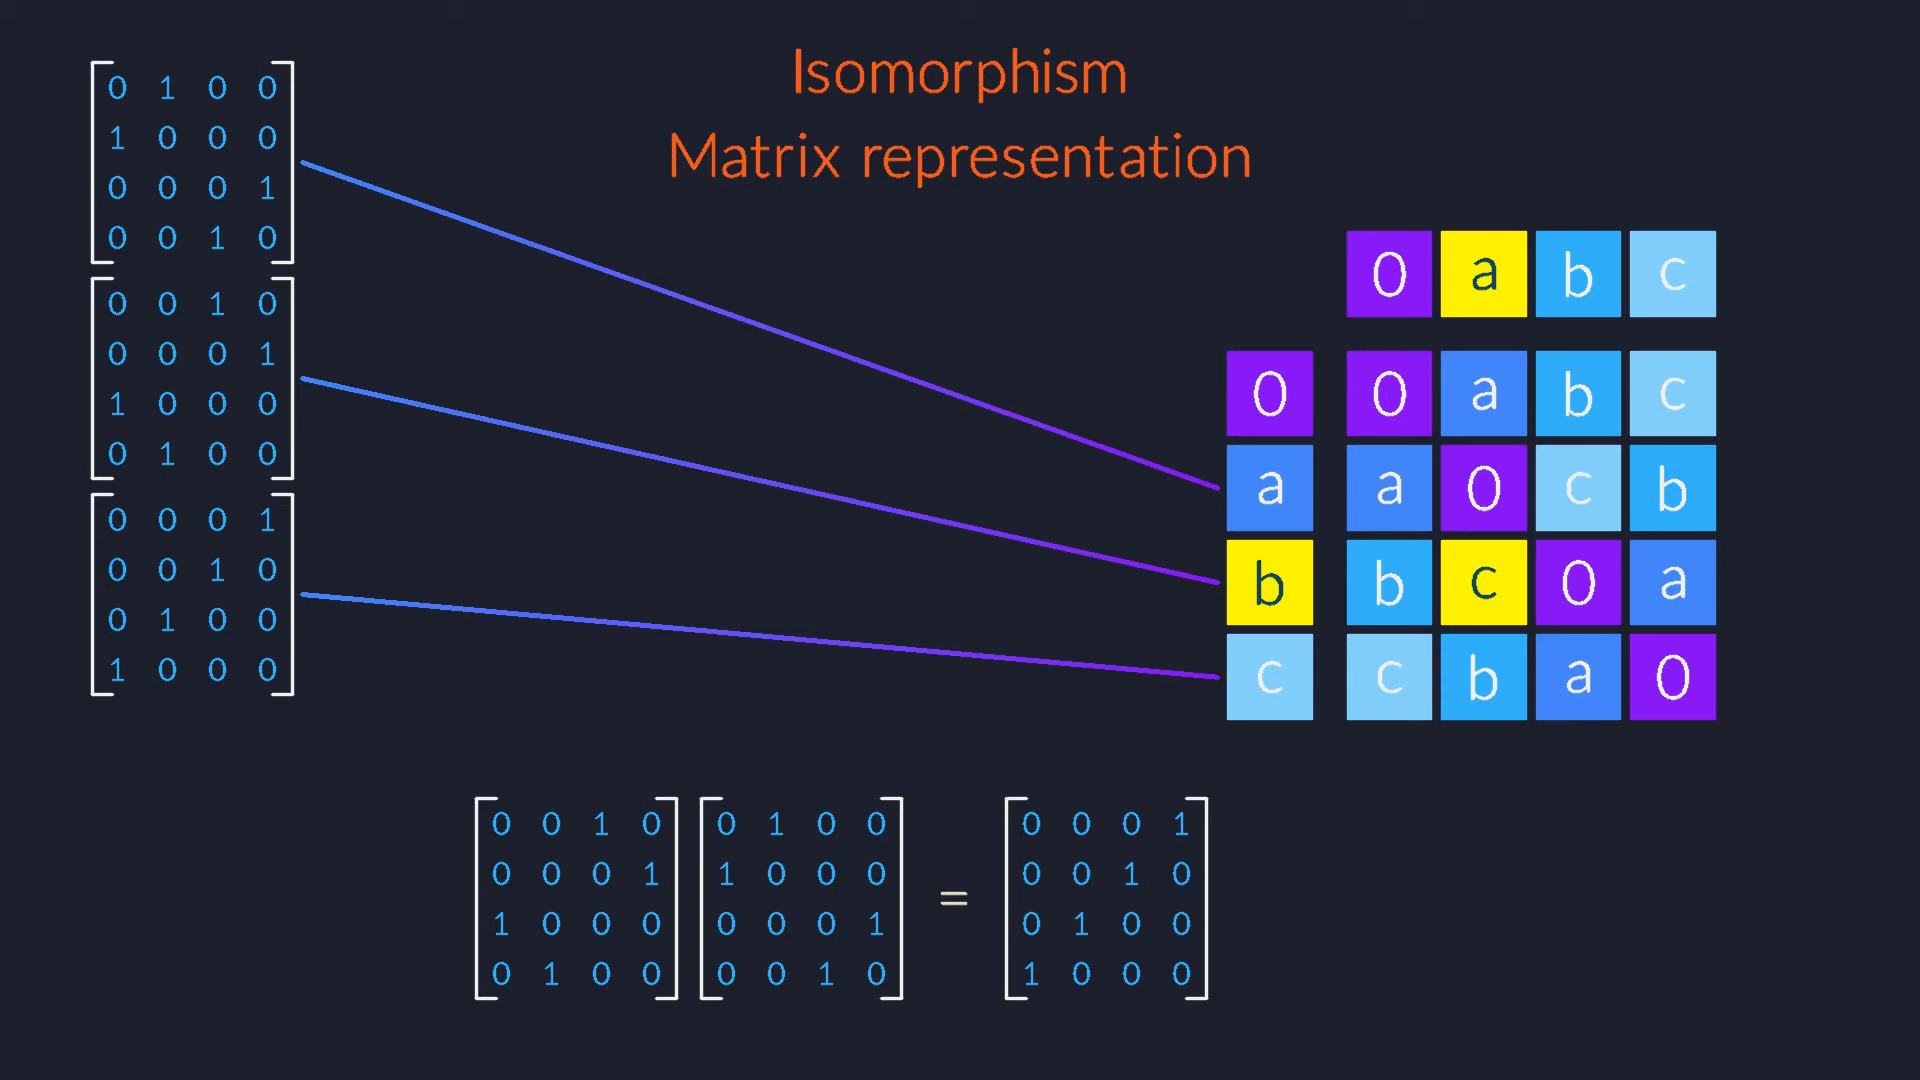 Isomorphism
Matrix representation
0 1 0 0
1 0 0 0
0 0 0 1
0 0 1 0
0 0 1 0
0 0 0 1
1 0 0 0
0 1 0 0
0 0 0 1
0 0 1 0
0 1 0 0
1 0 0 0
0 a b c
0 0 a b c
a a 0 c b
b b c 0 a
c c b a 0
0 0 1 0 0 1 0 0 0 0 0 1
0 0 0 1 1 0 0 0 = 0 0 1 0
1 0 0 0 0 0 0 1 0 1 0 0
0 1 0 0 0 0 1 0 1 0 0 0